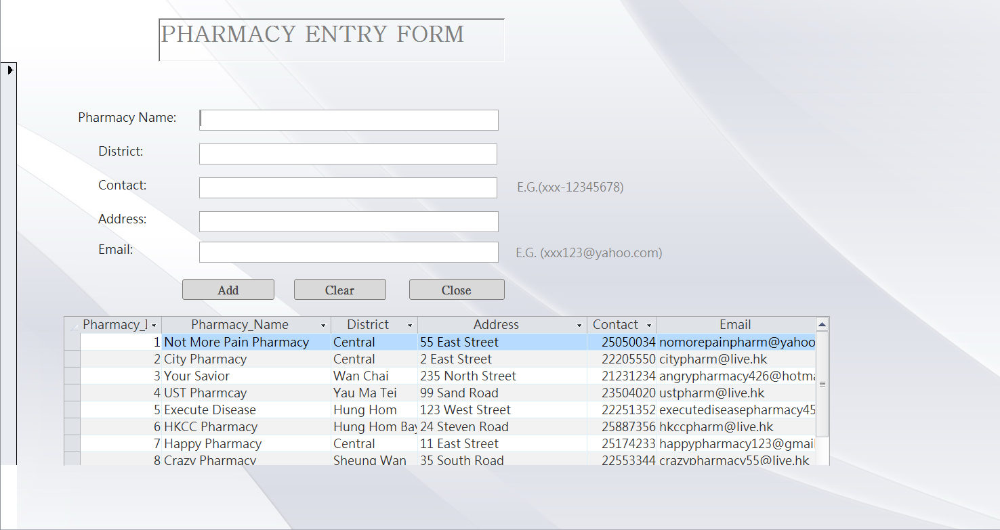 PHARMACY ENTRY FORM
Pharmacy Name:
District:
Contact: E.G.(xxx-12345678)
Address:
Email: E.G. (xxx123@yahoo.com)
Add Clear Close
Pharmacy_I Pharmacy_Name District Address Contact Email
1 Not More Pain Pharmacy Central 55 East Street 25050034 nomorepainpharm@yahoo
2 City Pharmacy Central 2 East Street 22205550 citypharm@live.hk
3 Your Savior Wan Chai 235 North Street 21231234 angrypharmacy426@hotma
4 UST Pharmcay Yau Ma Tei 99 Sand Road 23504020 ustpharm@live.hk
5 Execute Disease Hung Hom 123 West Street 22251352 executediseasepharmacy45
6 HKCC Pharmacy Hung Hom Bay 24 Steven Road 25887356 hkccpharm@live.hk
7 Happy Pharmacy Central 11 East Street 25174233 happypharmacy123@gmail
8 Crazy Pharmacy Sheung Wan 35 South Road 22553344 crazypharmacy55@live.hk